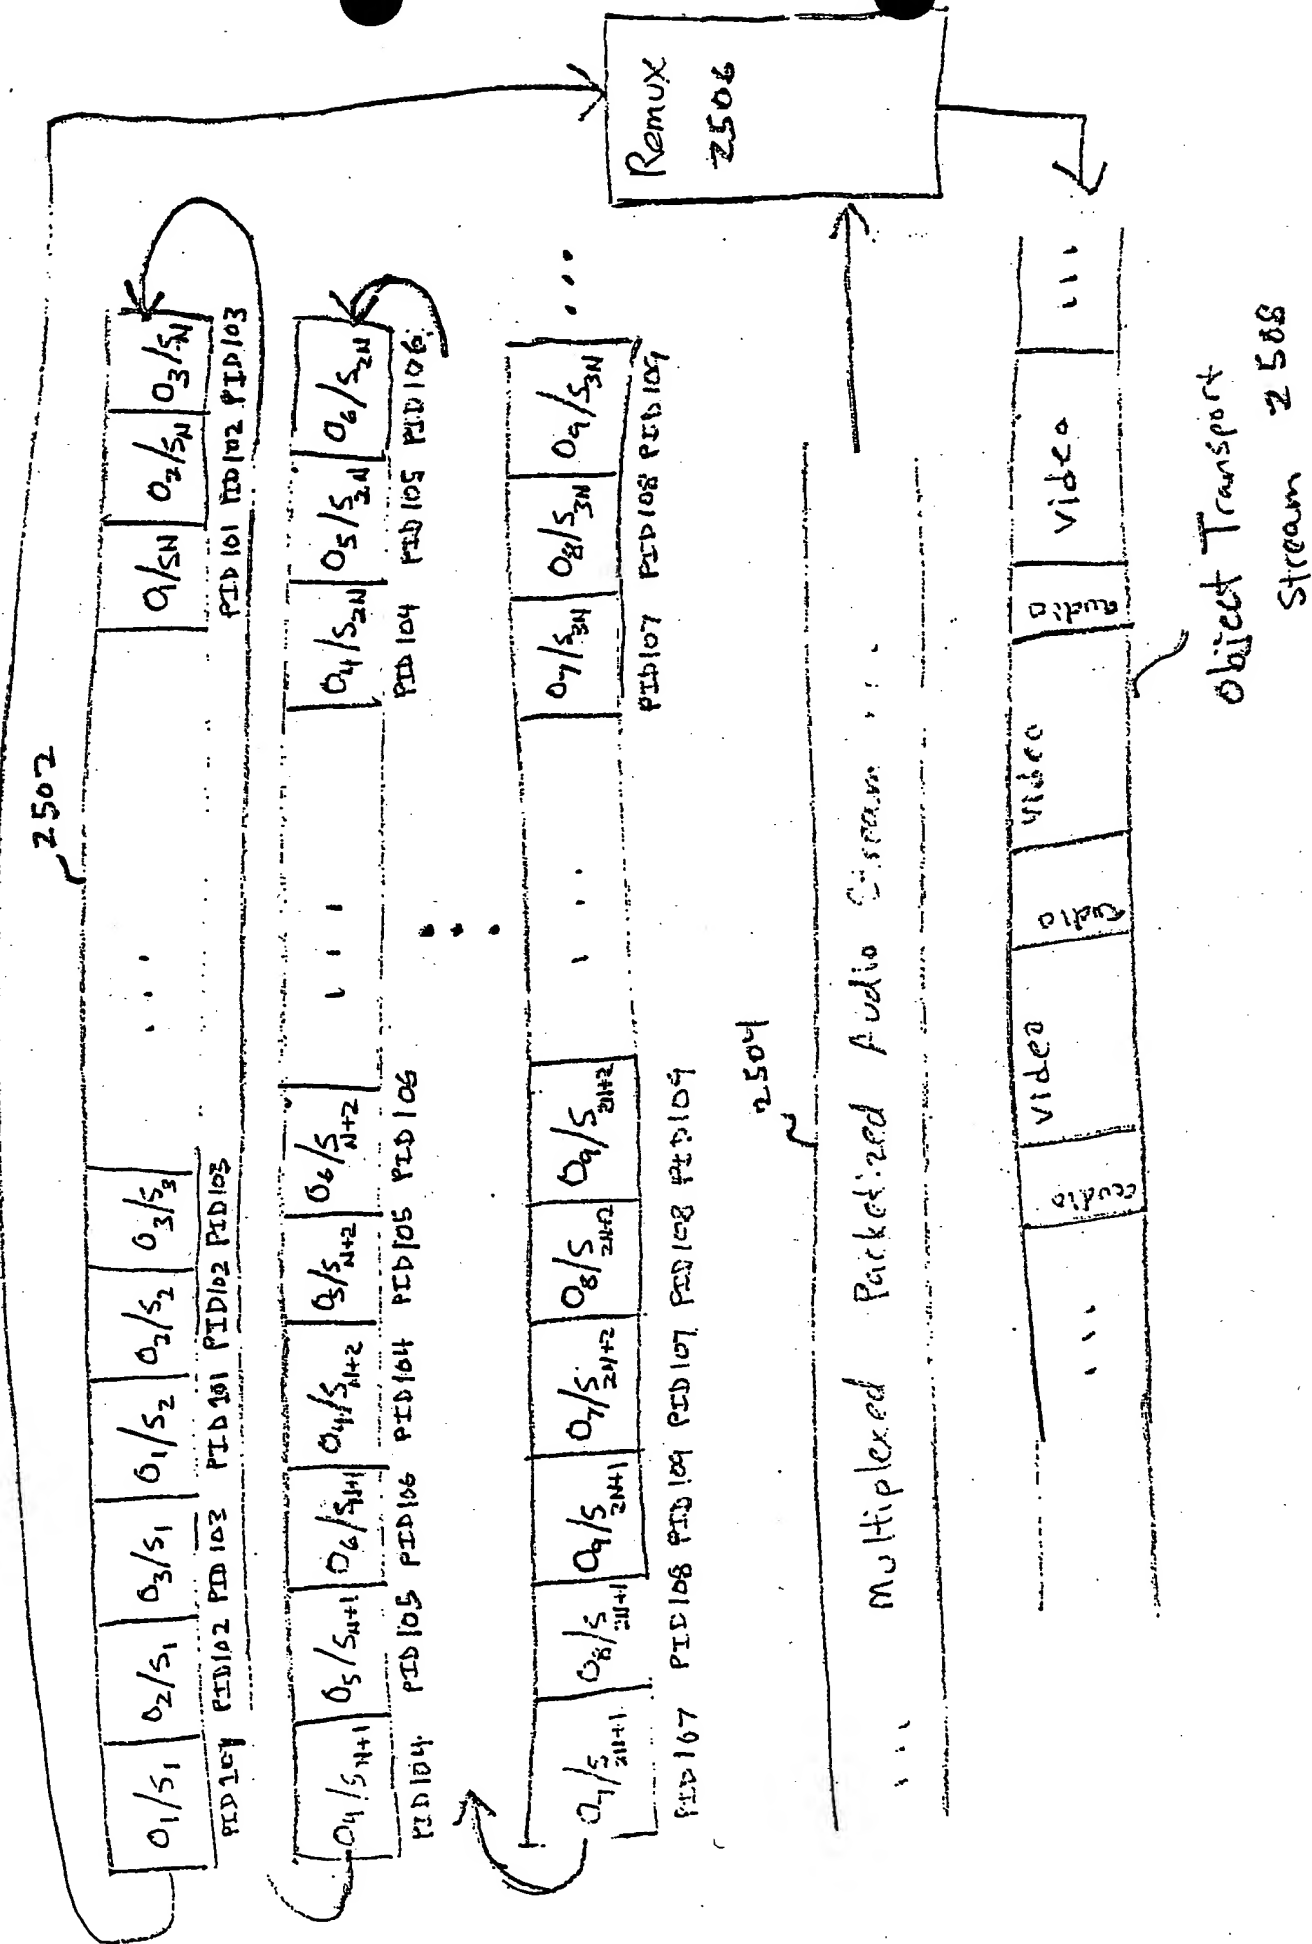 2502
O1/S1 O2/S1 O3/S1 O1/S2 O2/S2 O3/S3 ... O1/SN O2/SN O3/SN
PID101 PID102 PID103 PID101 PID102 PID103 PID101 PID102 PID103
O4/SN+1 O5/SN+1 O6/SN+1 O4/SN+2 O5/SN+2 O6/SN+2 ... O4/S2N O5/S2N O6/S2N
PID104 PID105 PID106 PID104 PID105 PID106 PID104 PID105 PID106
O7/S2N+1 O8/S2N+1 O9/S2N+1 O7/S2N+2 O8/S2N+2 O9/S2N+2 ... O7/S3N O8/S3N O9/S3N ...
PID107 PID108 PID109 PID107 PID108 PID109 PID107 PID108 PID109
Remux
2506
2504
... Multiplexed Packetized Audio Stream ...
... audio video audio video audio video ...
Object Transport
Stream 2508